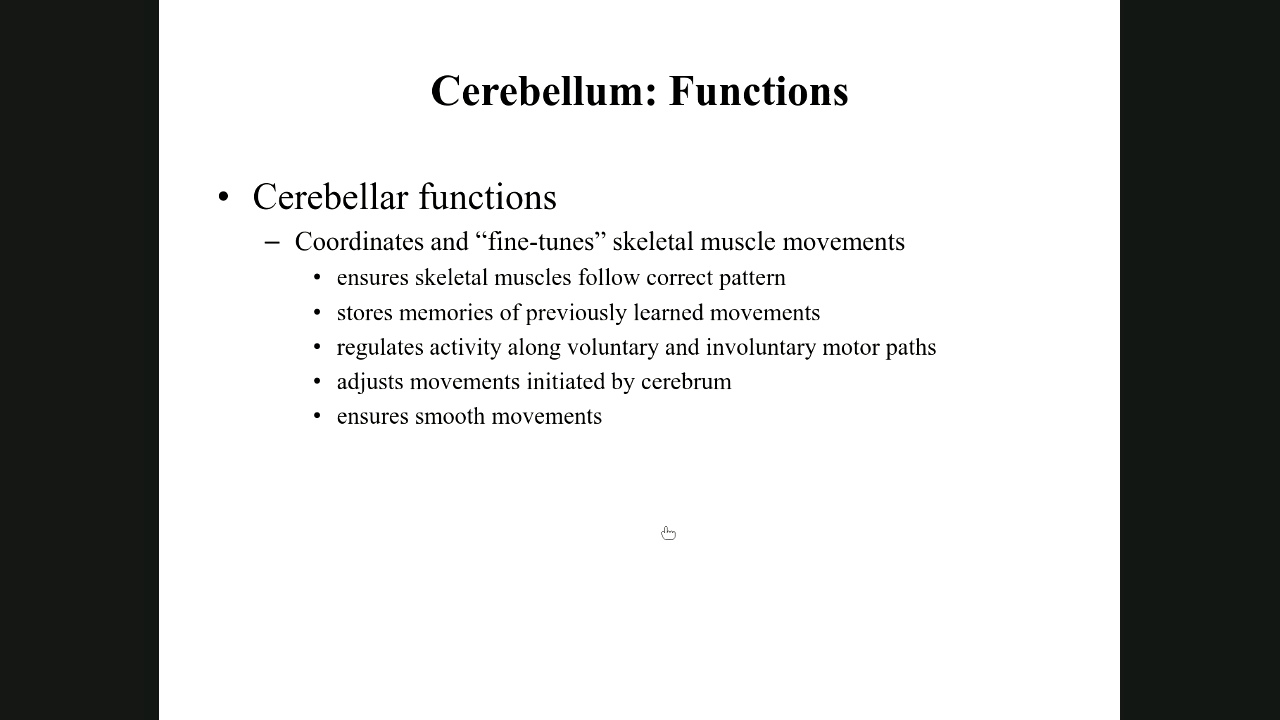 Cerebellum: Functions
• Cerebellar functions
– Coordinates and “fine-tunes” skeletal muscle movements
• ensures skeletal muscles follow correct pattern
• stores memories of previously learned movements
• regulates activity along voluntary and involuntary motor paths
• adjusts movements initiated by cerebrum
• ensures smooth movements